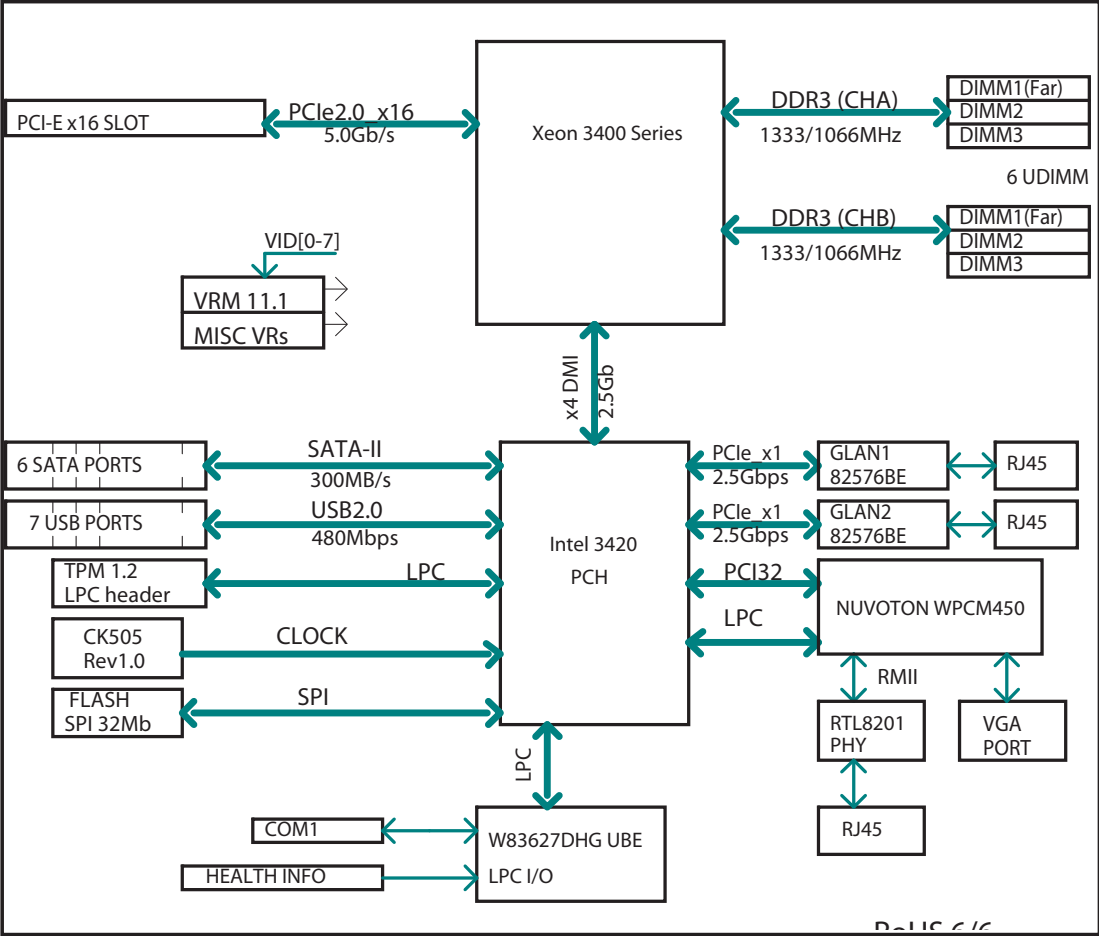 PCI-E x16 SLOT
PCIe2.0_x16
5.0Gb/s
Xeon 3400 Series
DDR3 (CHA)
1333/1066MHz
DIMM1(Far)
DIMM2
DIMM3
6 UDIMM
DDR3 (CHB)
1333/1066MHz
DIMM1(Far)
DIMM2
DIMM3
VID[0-7]
VRM 11.1
MISC VRs
x4 DMI
2.5Gb
6 SATA PORTS
SATA-II
300MB/s
7 USB PORTS
USB2.0
480Mbps
TPM 1.2
LPC header
LPC
CK505
Rev1.0
CLOCK
FLASH
SPI 32Mb
SPI
Intel 3420
PCH
PCIe_x1
2.5Gbps
GLAN1
82576BE
RJ45
PCIe_x1
2.5Gbps
GLAN2
82576BE
RJ45
PCI32
LPC
NUVOTON WPCM450
RMII
RTL8201
PHY
VGA
PORT
RJ45
LPC
COM1
HEALTH INFO
W83627DHG UBE
LPC I/O
RoHS 6/6